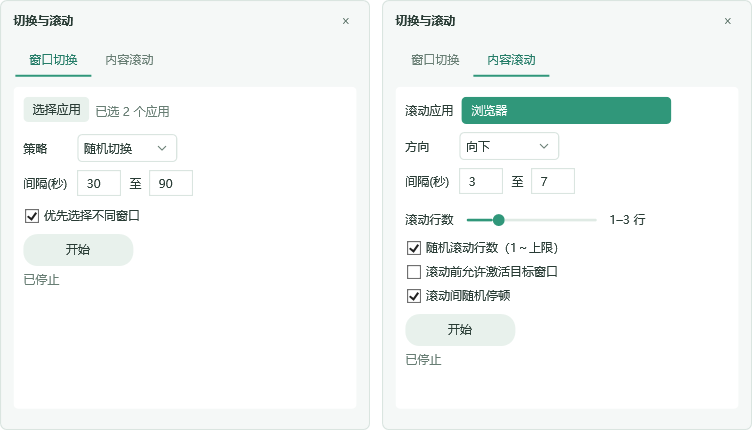 切换与滚动 ×
窗口切换 内容滚动
选择应用 已选 2 个应用
策略 随机切换
间隔(秒) 30 至 90
优先选择不同窗口
开始
已停止
切换与滚动 ×
窗口切换 内容滚动
滚动应用 浏览器
方向 向下
间隔(秒) 3 至 7
滚动行数 1–3 行
随机滚动行数（1～上限）
滚动前允许激活目标窗口
滚动间随机停顿
开始
已停止